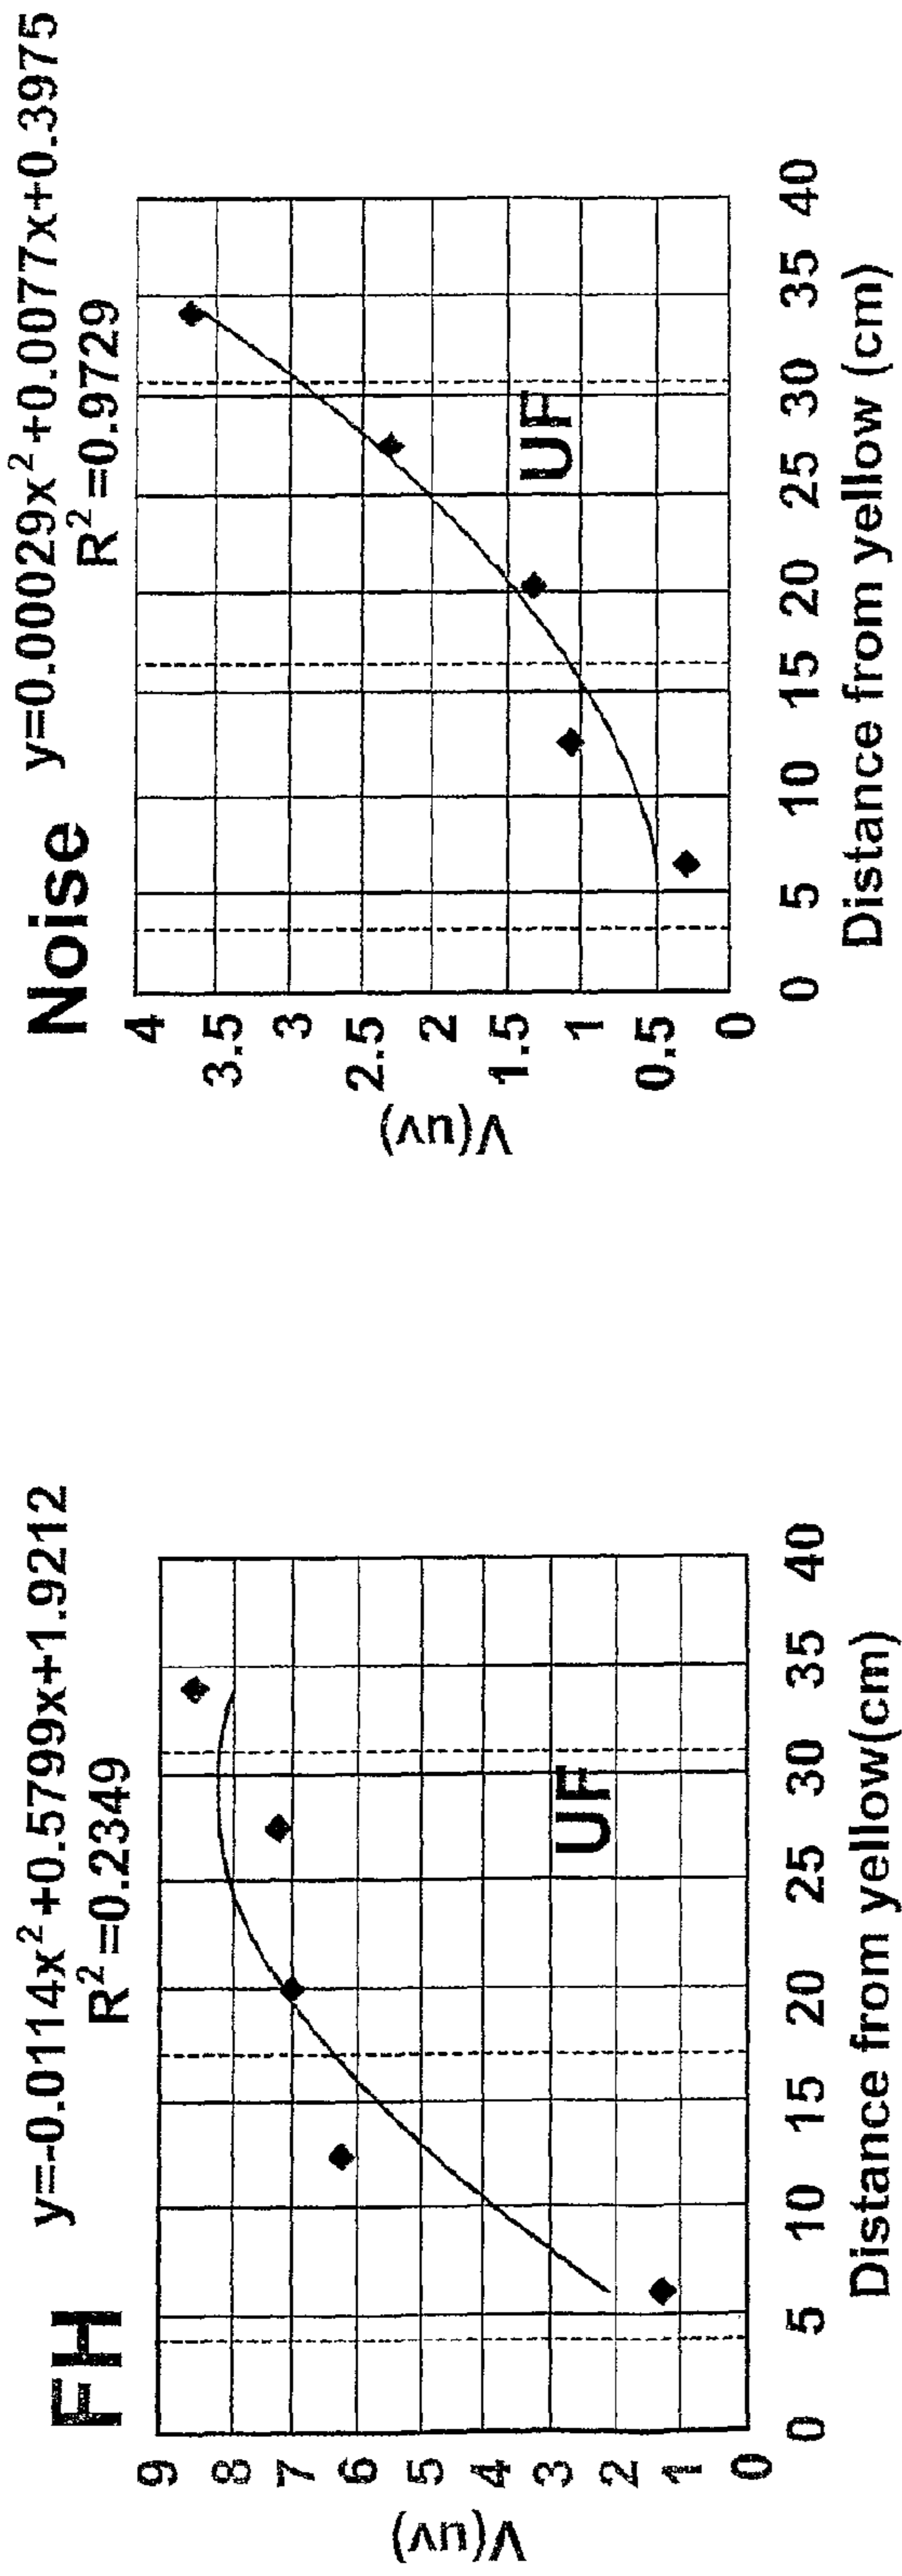 FH
y=-0.0114x²+0.5799x+1.9212
R²=0.2349
V(uv)
9
8
7
6
5
4
3
2
1
0
UF
0 5 10 15 20 25 30 35 40
Distance from yellow(cm)
Noise
y=0.00029x²+0.0077x+0.3975
R²=0.9729
V(uv)
4
3.5
3
2.5
2
1.5
1
0.5
0
UF
0 5 10 15 20 25 30 35 40
Distance from yellow (cm)